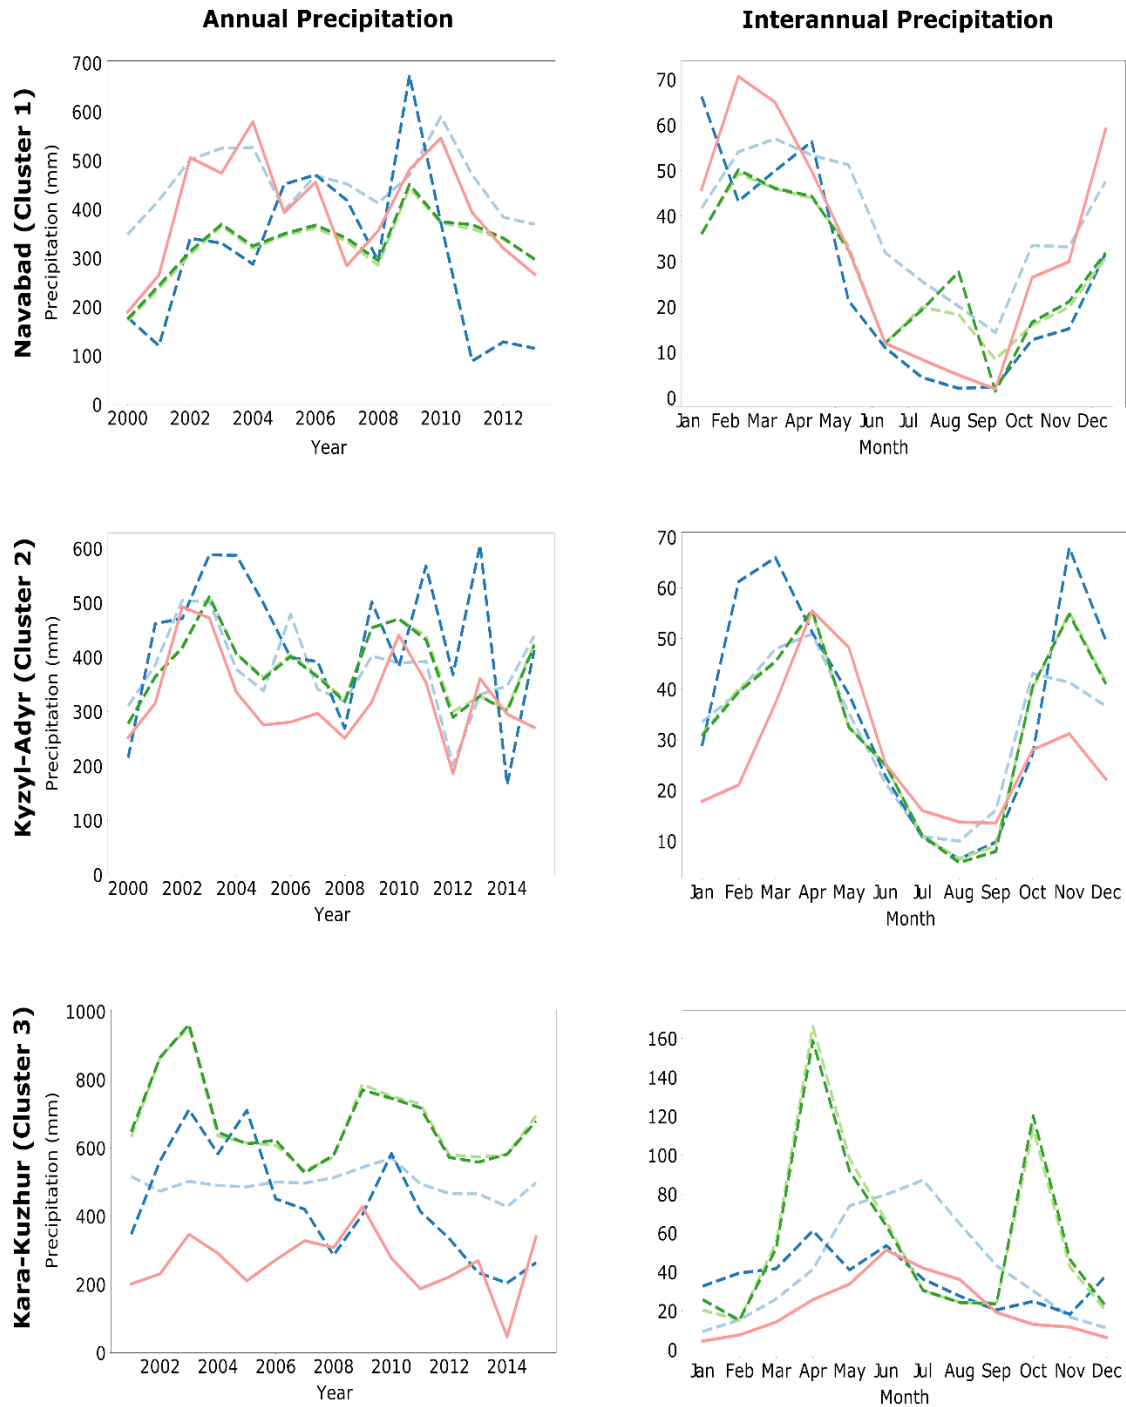 Annual Precipitation
Interannual Precipitation
Navabad (Cluster 1)
Precipitation (mm)
700
600
500
400
300
200
100
0
2000 2002 2004 2006 2008 2010 2012
Year
70
60
50
40
30
20
10
0
Jan Feb Mar Apr May Jun Jul Aug Sep Oct Nov Dec
Month
Kyzyl-Adyr (Cluster 2)
Precipitation (mm)
600
500
400
300
200
100
0
2000 2002 2004 2006 2008 2010 2012 2014
Year
70
60
50
40
30
20
10
Jan Feb Mar Apr May Jun Jul Aug Sep Oct Nov Dec
Month
Kara-Kuzhur (Cluster 3)
Precipitation (mm)
1000
800
600
400
200
0
2002 2004 2006 2008 2010 2012 2014
Year
160
140
120
100
80
60
40
20
0
Jan Feb Mar Apr May Jun Jul Aug Sep Oct Nov Dec
Month